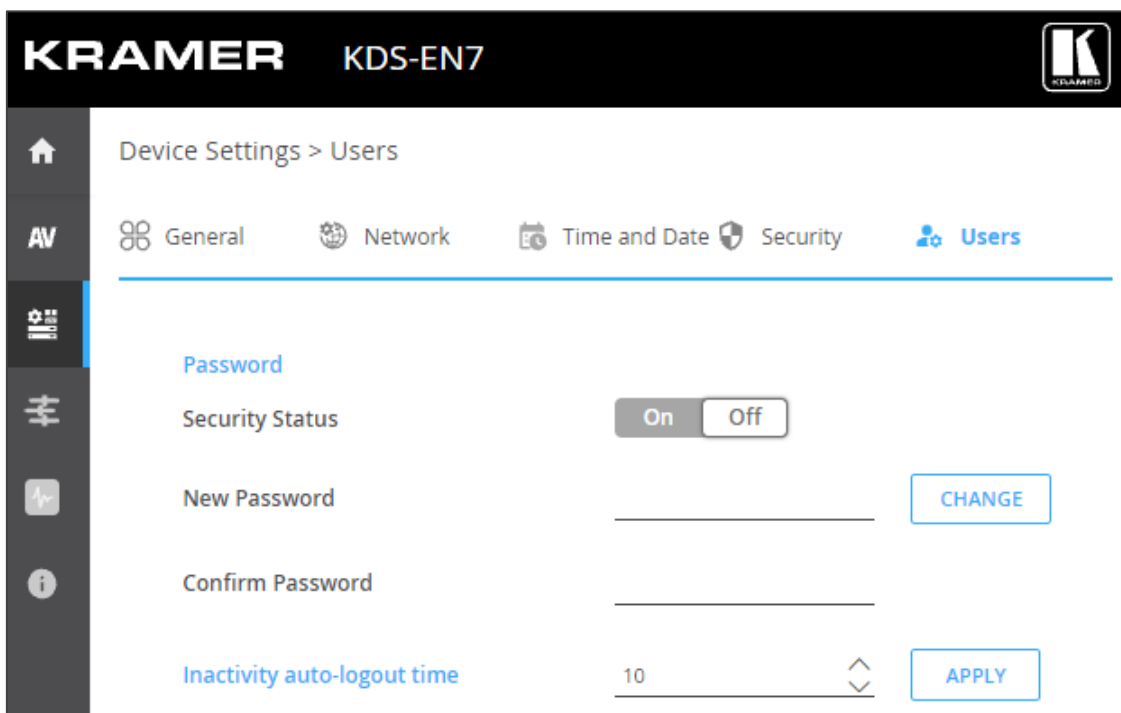 KRAMER KDS-EN7
KRAMER
Device Settings > Users
AV General Network Time and Date Security Users
Password
Security Status On Off
New Password CHANGE
Confirm Password
Inactivity auto-logout time 10 APPLY